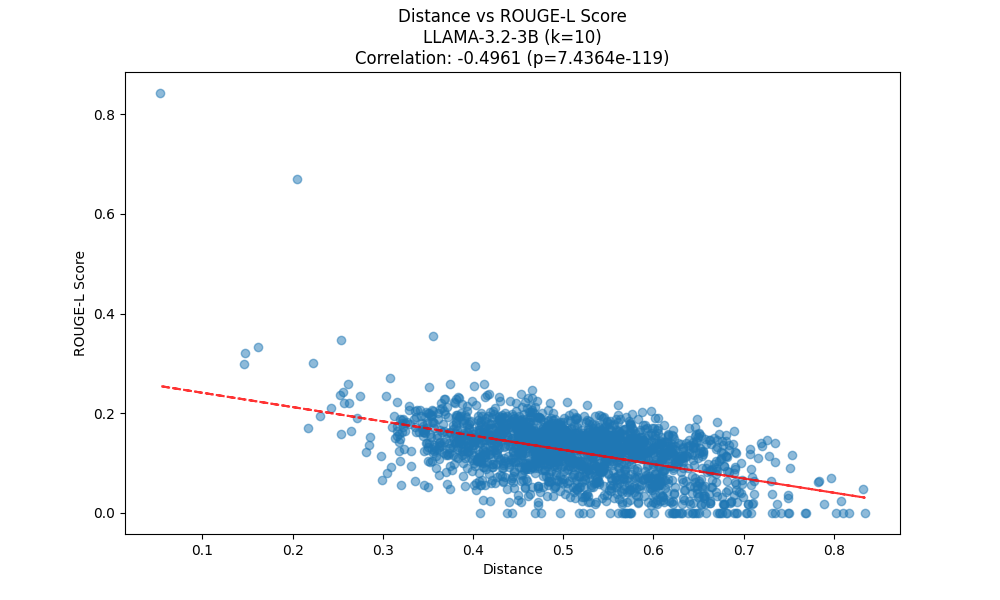 Distance vs ROUGE-L Score
LLAMA-3.2-3B (k=10)
Correlation: -0.4961 (p=7.4364e-119)
ROUGE-L Score
0.8
0.6
0.4
0.2
0.0
0.1 0.2 0.3 0.4 0.5 0.6 0.7 0.8
Distance